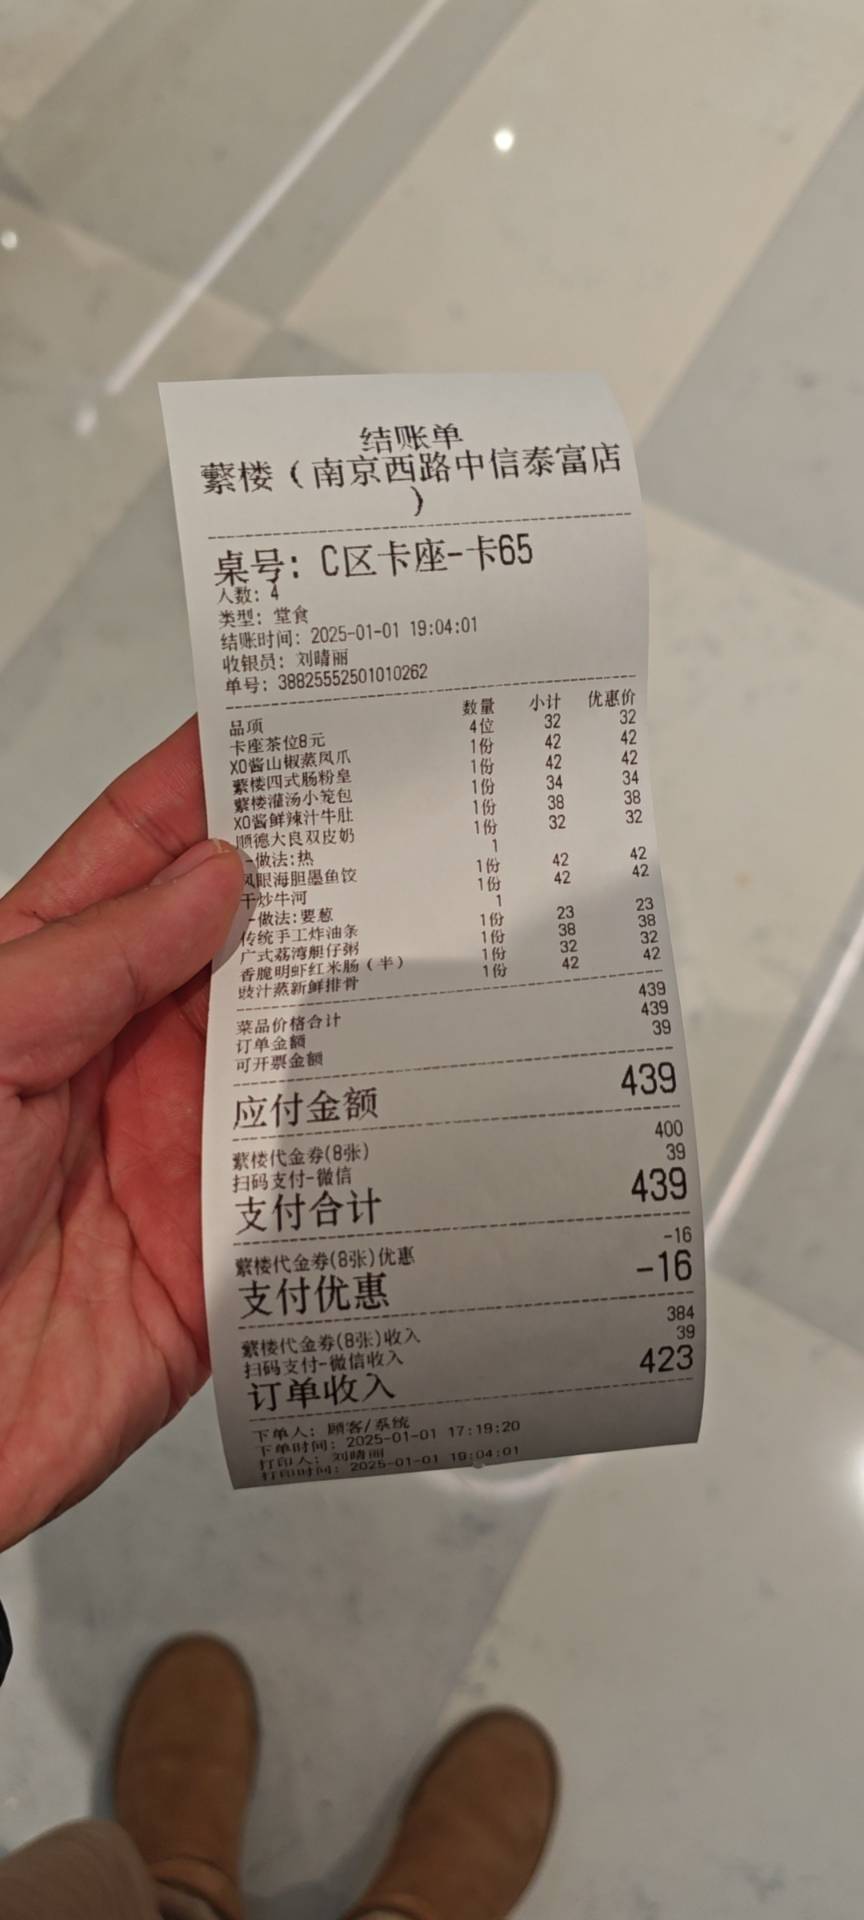 结账单
蘩楼（南京西路中信泰富店
）
桌号: C区卡座-卡65
人数: 4
类型: 堂食
结账时间: 2025-01-01 19:04:01
收银员: 刘晴丽
单号: 38825552501010262
品项 数量 小计 优惠价
卡座茶位8元 4位 32 32
XO酱山椒蒸凤爪 1份 42 42
蘩楼四式肠粉皇 1份 42 42
蘩楼灌汤小笼包 1份 34 34
XO酱鲜辣汁牛肚 1份 38 38
顺德大良双皮奶 1份 32 32
-做法:热 1
凤眼海胆墨鱼饺 1份 42 42
干炒牛河 1份 42 42
-做法:要葱 1
传统手工炸油条 1份 23 23
广式荔湾艇仔粥 1份 38 38
香脆明虾红米肠（半） 1份 32 32
豉汁蒸新鲜排骨 1份 42 42
菜品价格合计 439
订单金额 439
可开票金额 39
应付金额 439
蘩楼代金券(8张) 400
扫码支付-微信 39
支付合计 439
蘩楼代金券(8张)优惠 -16
支付优惠 -16
蘩楼代金券(8张)收入 384
扫码支付-微信收入 39
订单收入 423
下单人: 顾客/系统
下单时间: 2025-01-01 17:19:20
打印人: 刘晴丽
打印时间: 2025-01-01 19:04:01